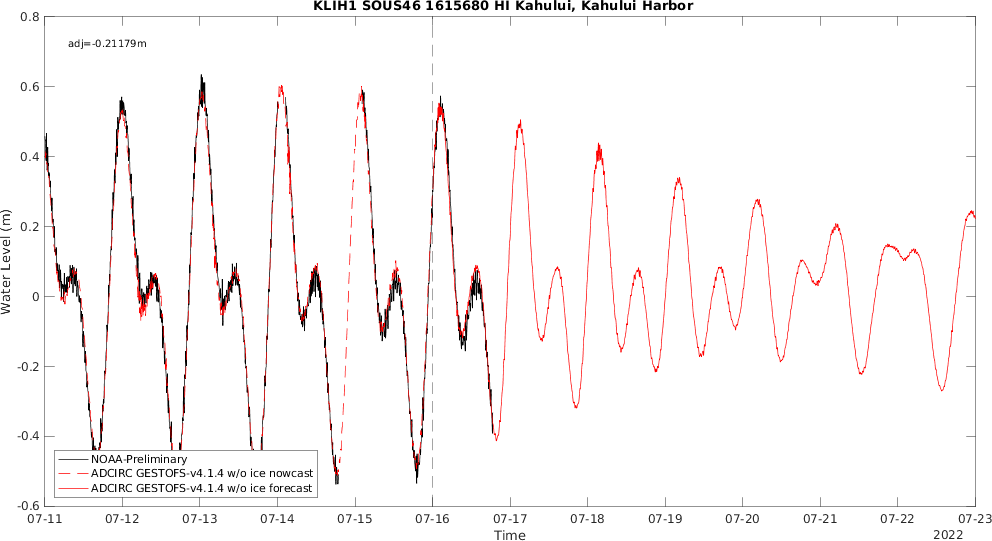 KLIH1 SOUS46 1615680 HI Kahului, Kahului Harbor
0.8
adj=-0.21179m
0.6
0.4
0.2
0
-0.2
-0.4
-0.6
Water Level (m)
NOAA-Preliminary
ADCIRC GESTOFS-v4.1.4 w/o ice nowcast
ADCIRC GESTOFS-v4.1.4 w/o ice forecast
07-11 07-12 07-13 07-14 07-15 07-16 07-17 07-18 07-19 07-20 07-21 07-22 07-23
Time
2022